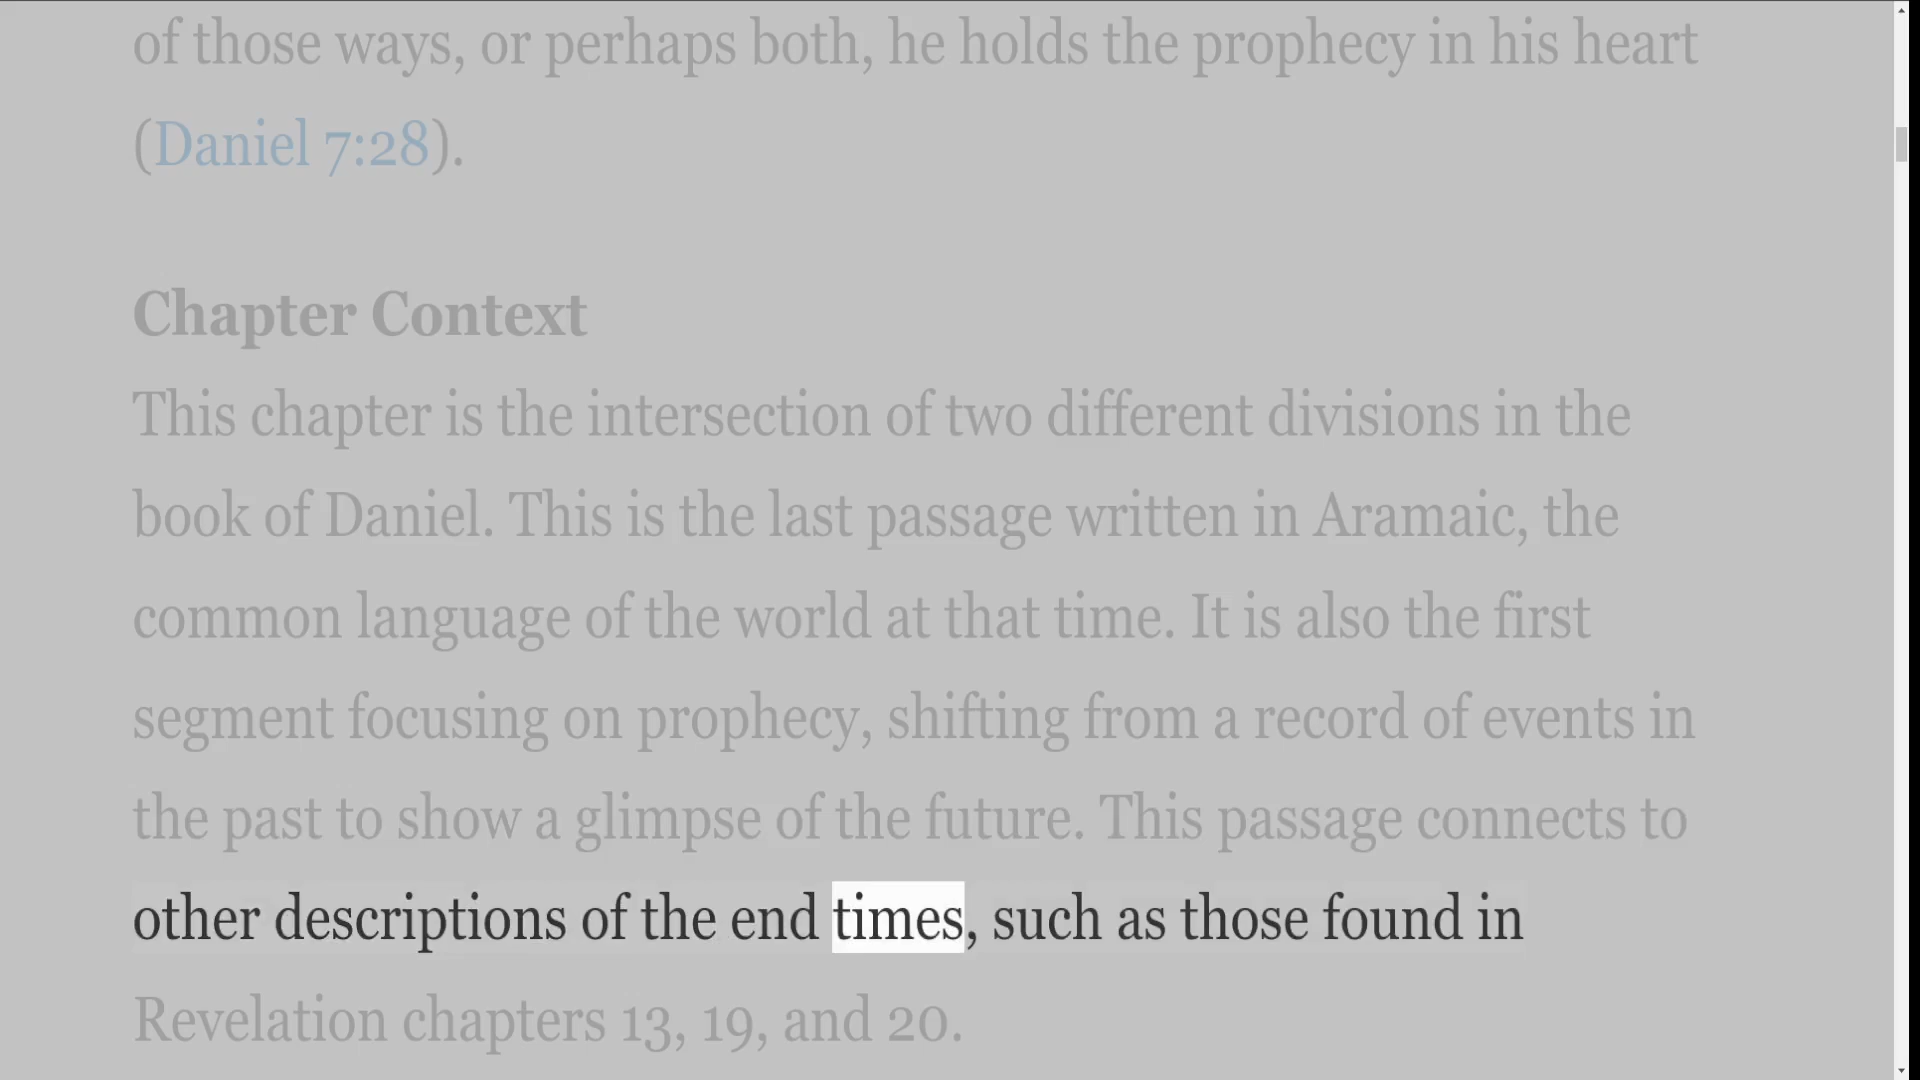 of those ways, or perhaps both, he holds the prophecy in his heart
(Daniel 7:28).
Chapter Context
This chapter is the intersection of two different divisions in the
book of Daniel. This is the last passage written in Aramaic, the
common language of the world at that time. It is also the first
segment focusing on prophecy, shifting from a record of events in
the past to show a glimpse of the future. This passage connects to
other descriptions of the end times, such as those found in
Revelation chapters 13, 19, and 20.